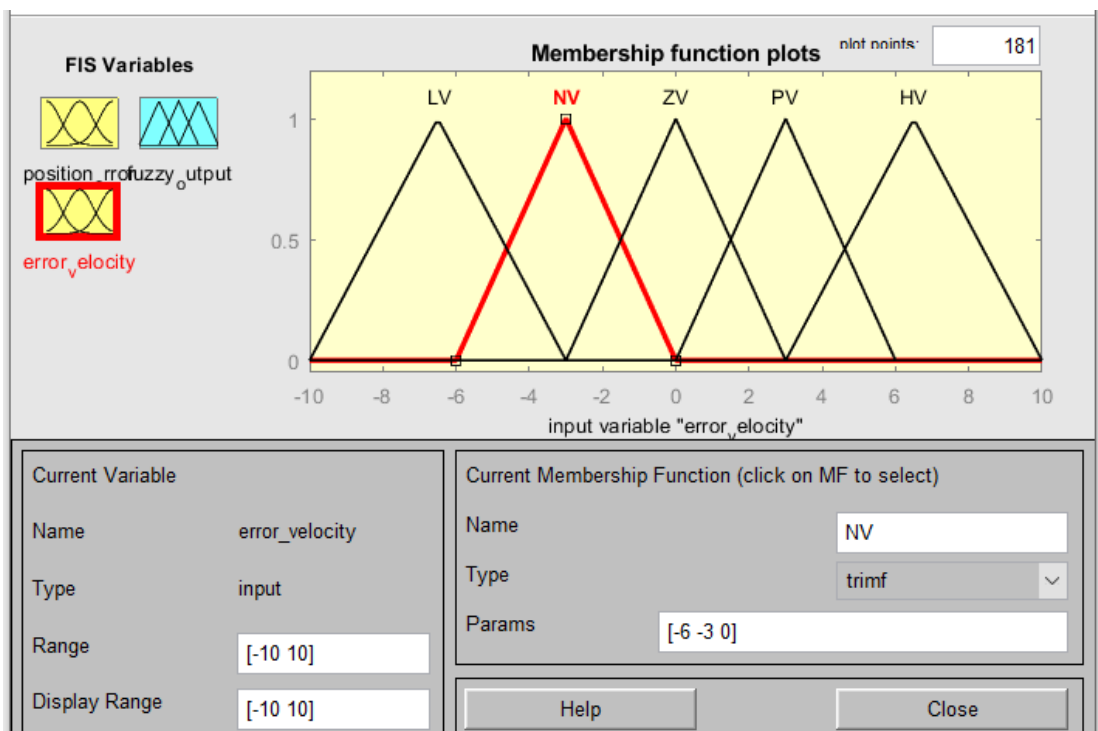 FIS Variables
Membership function plots
plot points:
181
LV
NV
ZV
PV
HV
position_rror
fuzzy_output
error_velocity
1
0.5
0
-10
-8
-6
-4
-2
0
2
4
6
8
10
input variable "error_velocity"
Current Variable
Name
error_velocity
Type
input
Range
[-10 10]
Display Range
[-10 10]
Current Membership Function (click on MF to select)
Name
NV
Type
trimf
Params
[-6 -3 0]
Help
Close